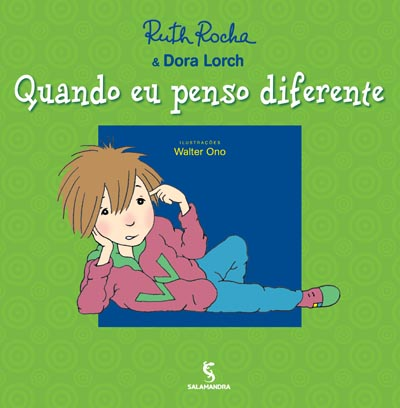 Ruth Rocha
& Dora Lorch
Quando eu penso diferente
ILUSTRAÇÕES
Walter Ono
SALAMANDRA